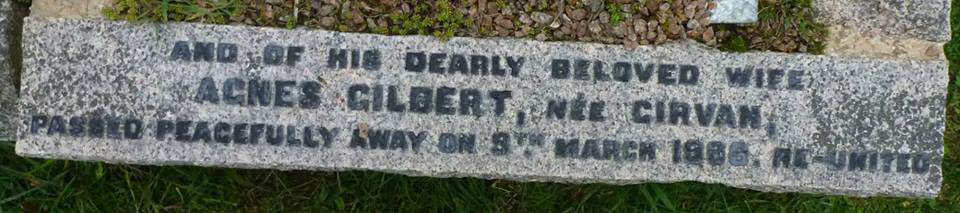 AND OF HIS DEARLY BELOVED WIFE
AGNES GILBERT, NÉE GIRVAN,
PASSED PEACEFULLY AWAY ON 9TH MARCH 1986. RE-UNITED